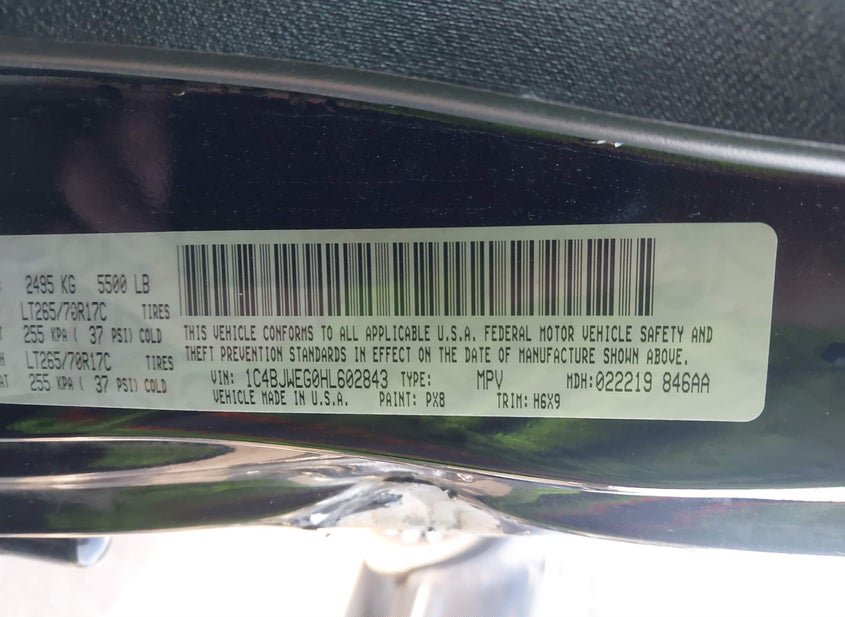 2495 KG 5500 LB
LT265/70R17C TIRES
255 KPA ( 37 PSI) COLD
LT265/70R17C TIRES
AT 255 KPA ( 37 PSI) COLD
THIS VEHICLE CONFORMS TO ALL APPLICABLE U.S.A. FEDERAL MOTOR VEHICLE SAFETY AND
THEFT PREVENTION STANDARDS IN EFFECT ON THE DATE OF MANUFACTURE SHOWN ABOVE.
VIN: 1C4BJWEG0HL602843 TYPE: MPV MDH: 022219 846AA
VEHICLE MADE IN U.S.A. PAINT: PX8 TRIM: H6X9